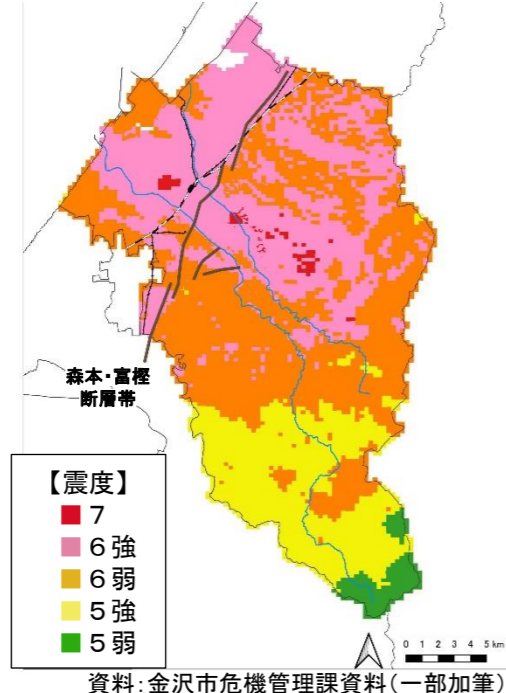 森本・富樫
断層帯
【震度】
7
6強
6弱
5強
5弱
0 1 2 3 4 5 km
資料:金沢市危機管理課資料(一部加筆)